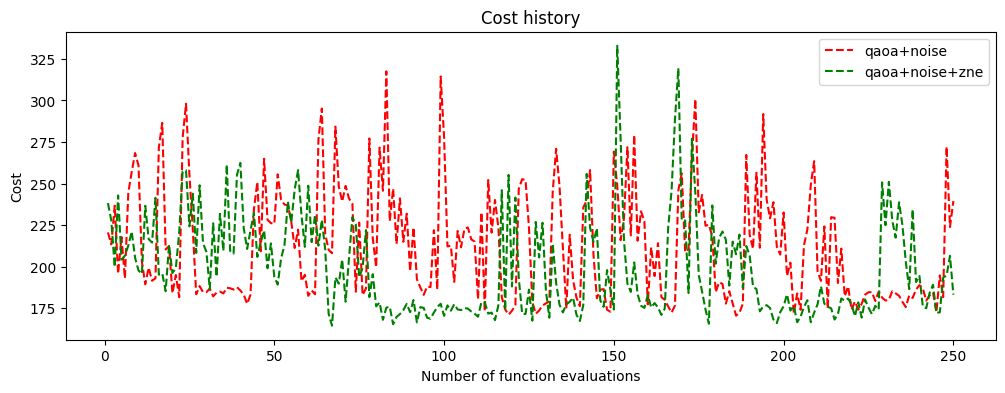 Cost history
qaoa+noise
qaoa+noise+zne
Cost
325
300
275
250
225
200
175
0
50
100
150
200
250
Number of function evaluations